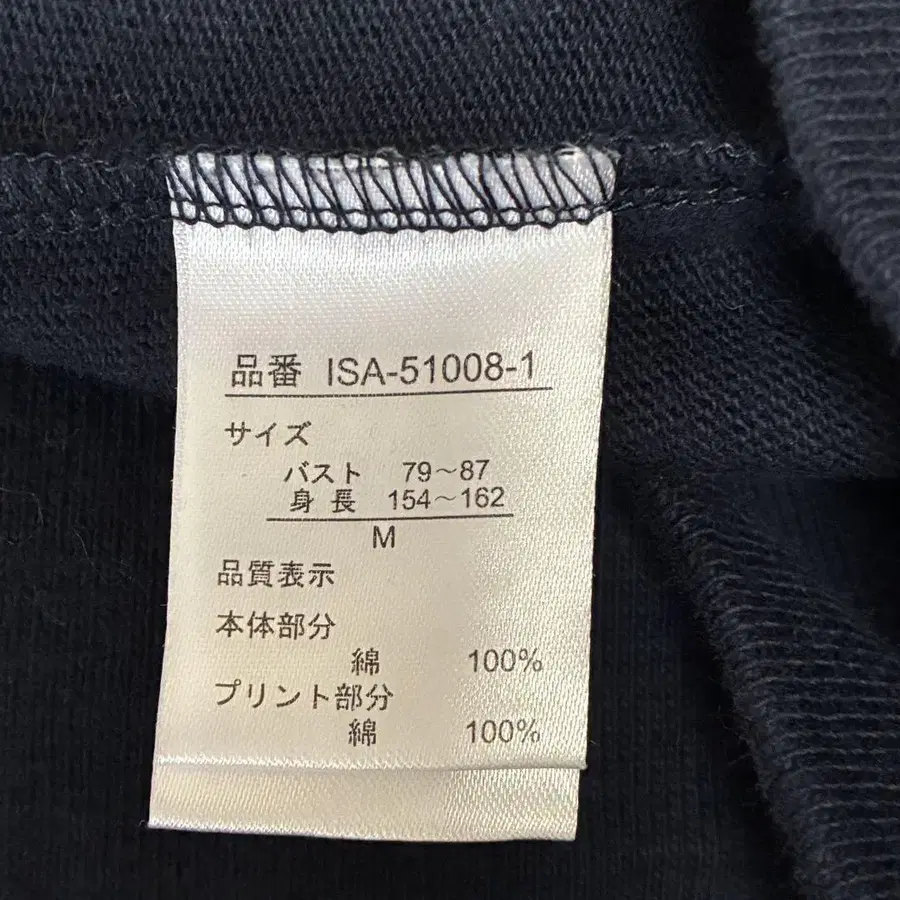 品番 ISA-51008-1
サイズ
バスト 79～87
身長 154～162
M
品質表示
本体部分
綿 100%
プリント部分
綿 100%